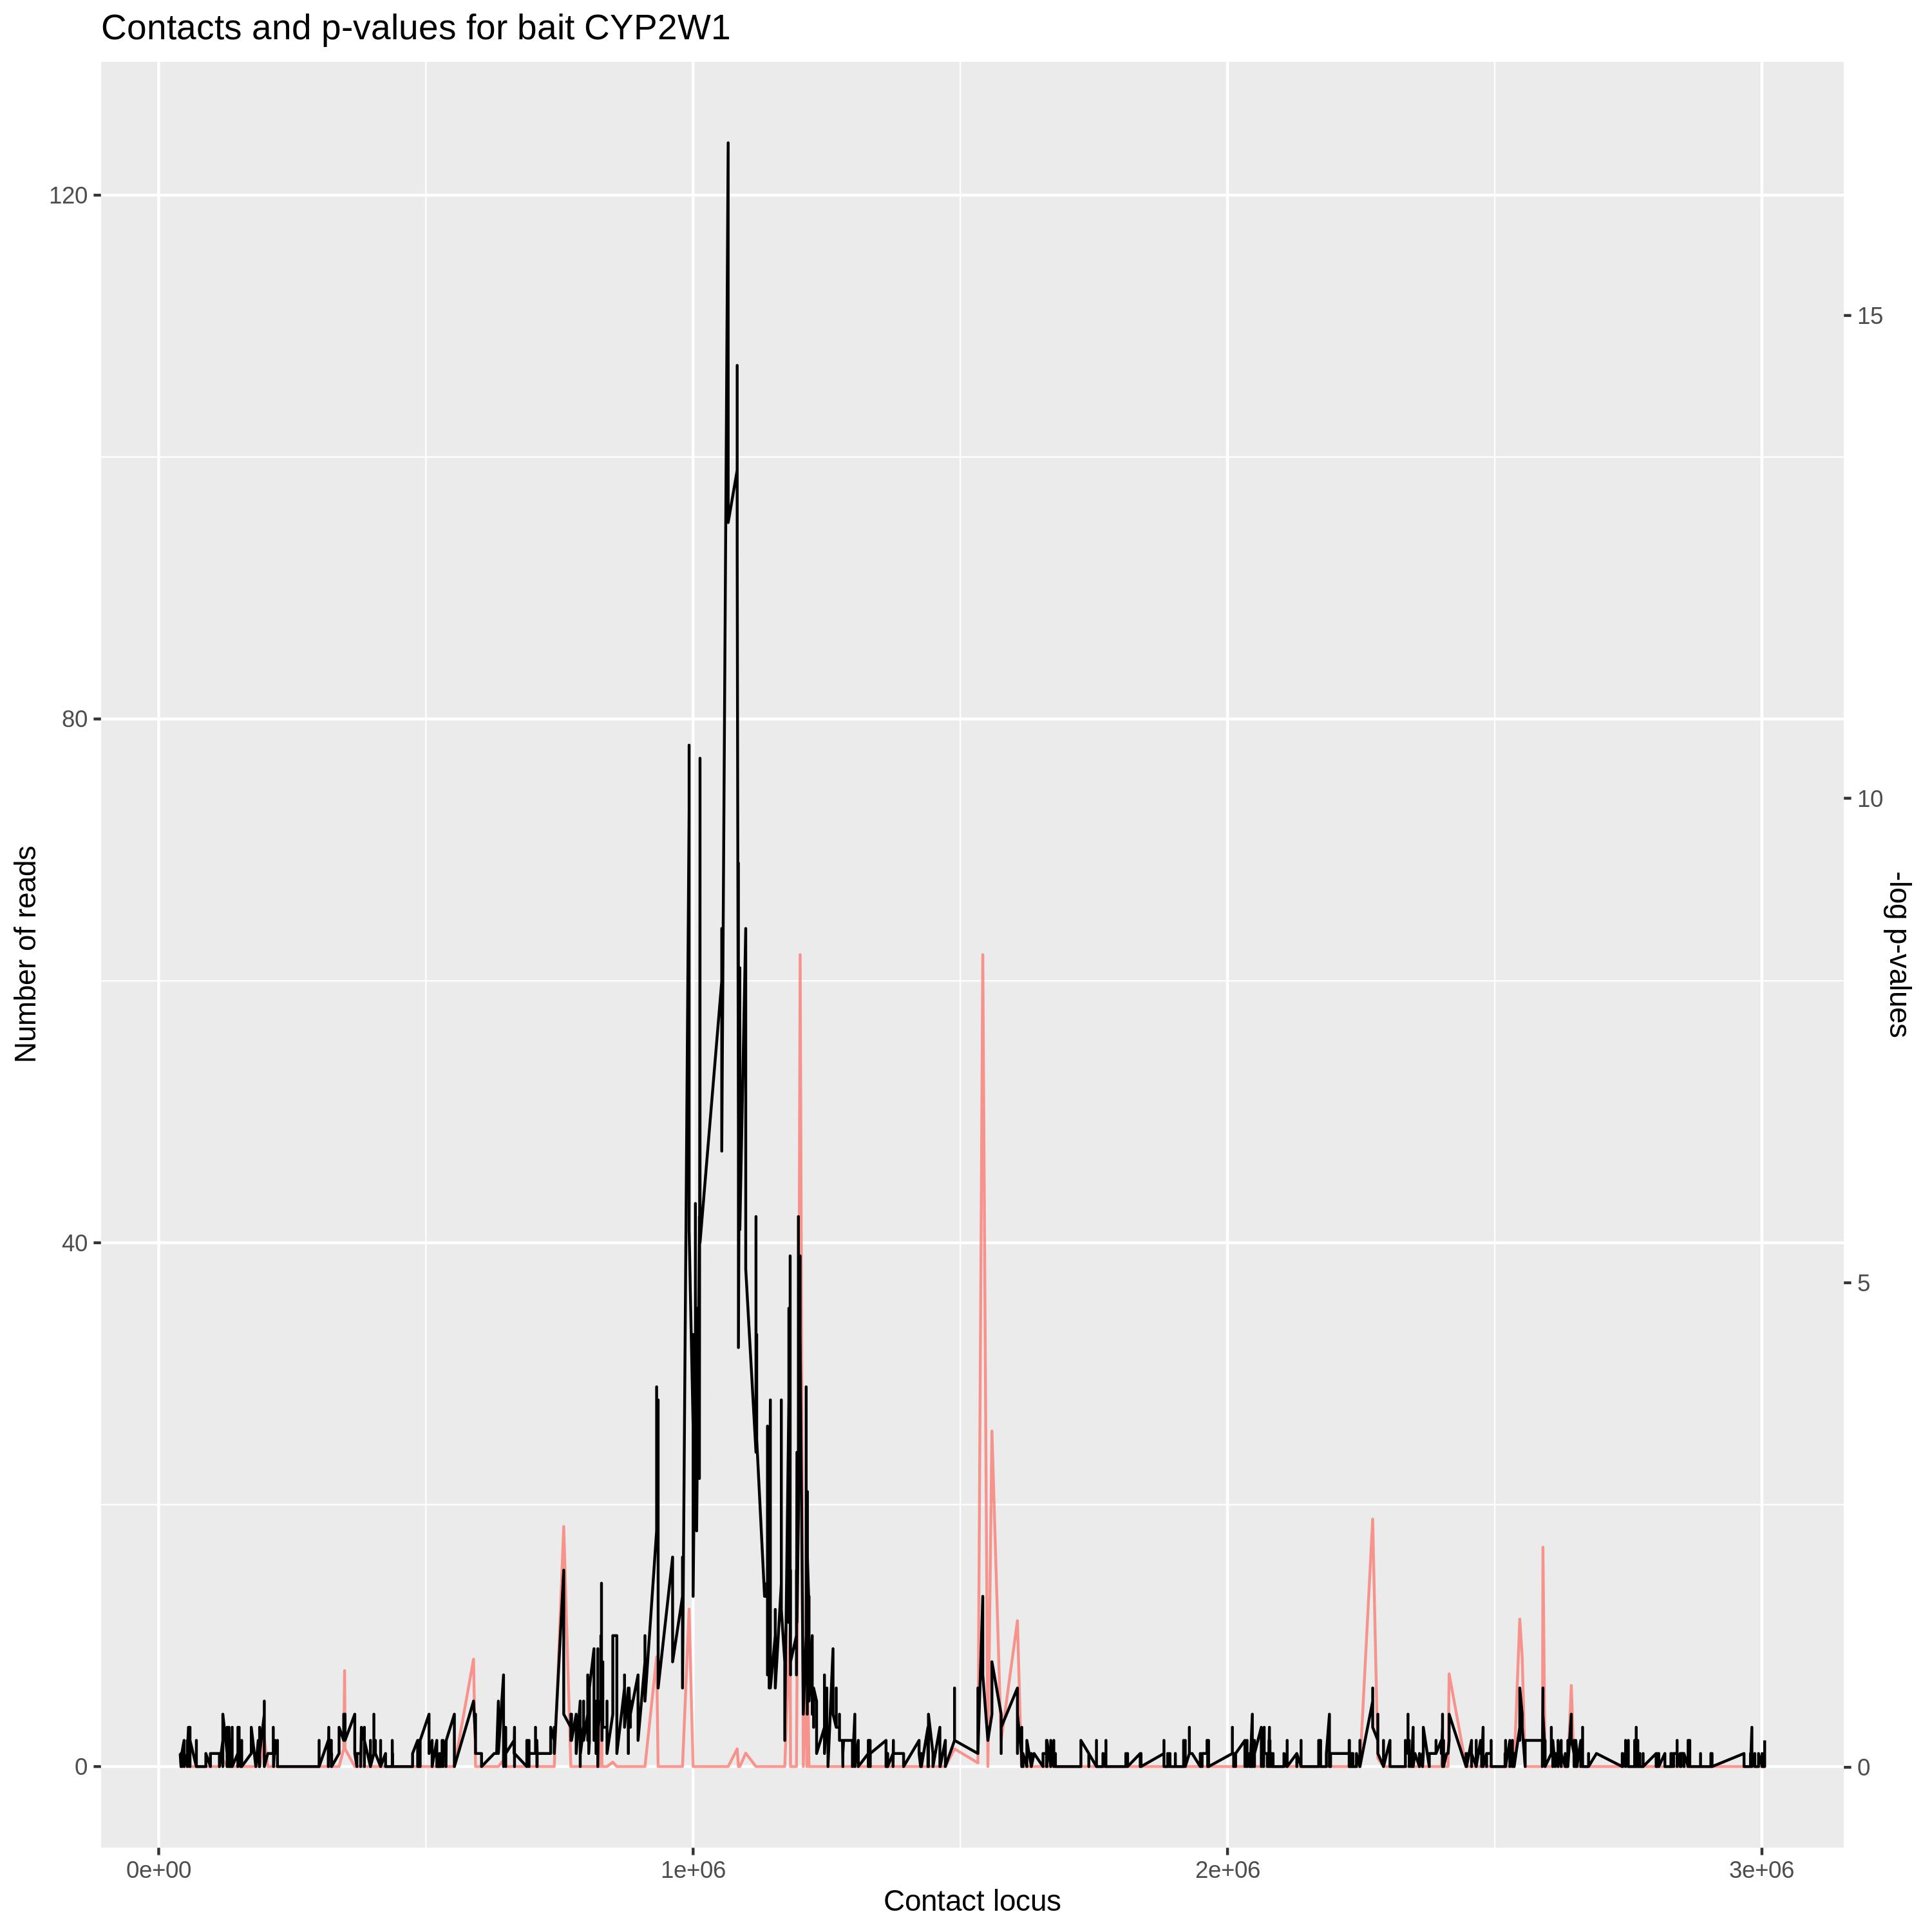 Contacts and p-values for bait CYP2W1
120
80
40
0
Number of reads
15
10
5
0
-log p-values
0e+00
1e+06
2e+06
3e+06
Contact locus